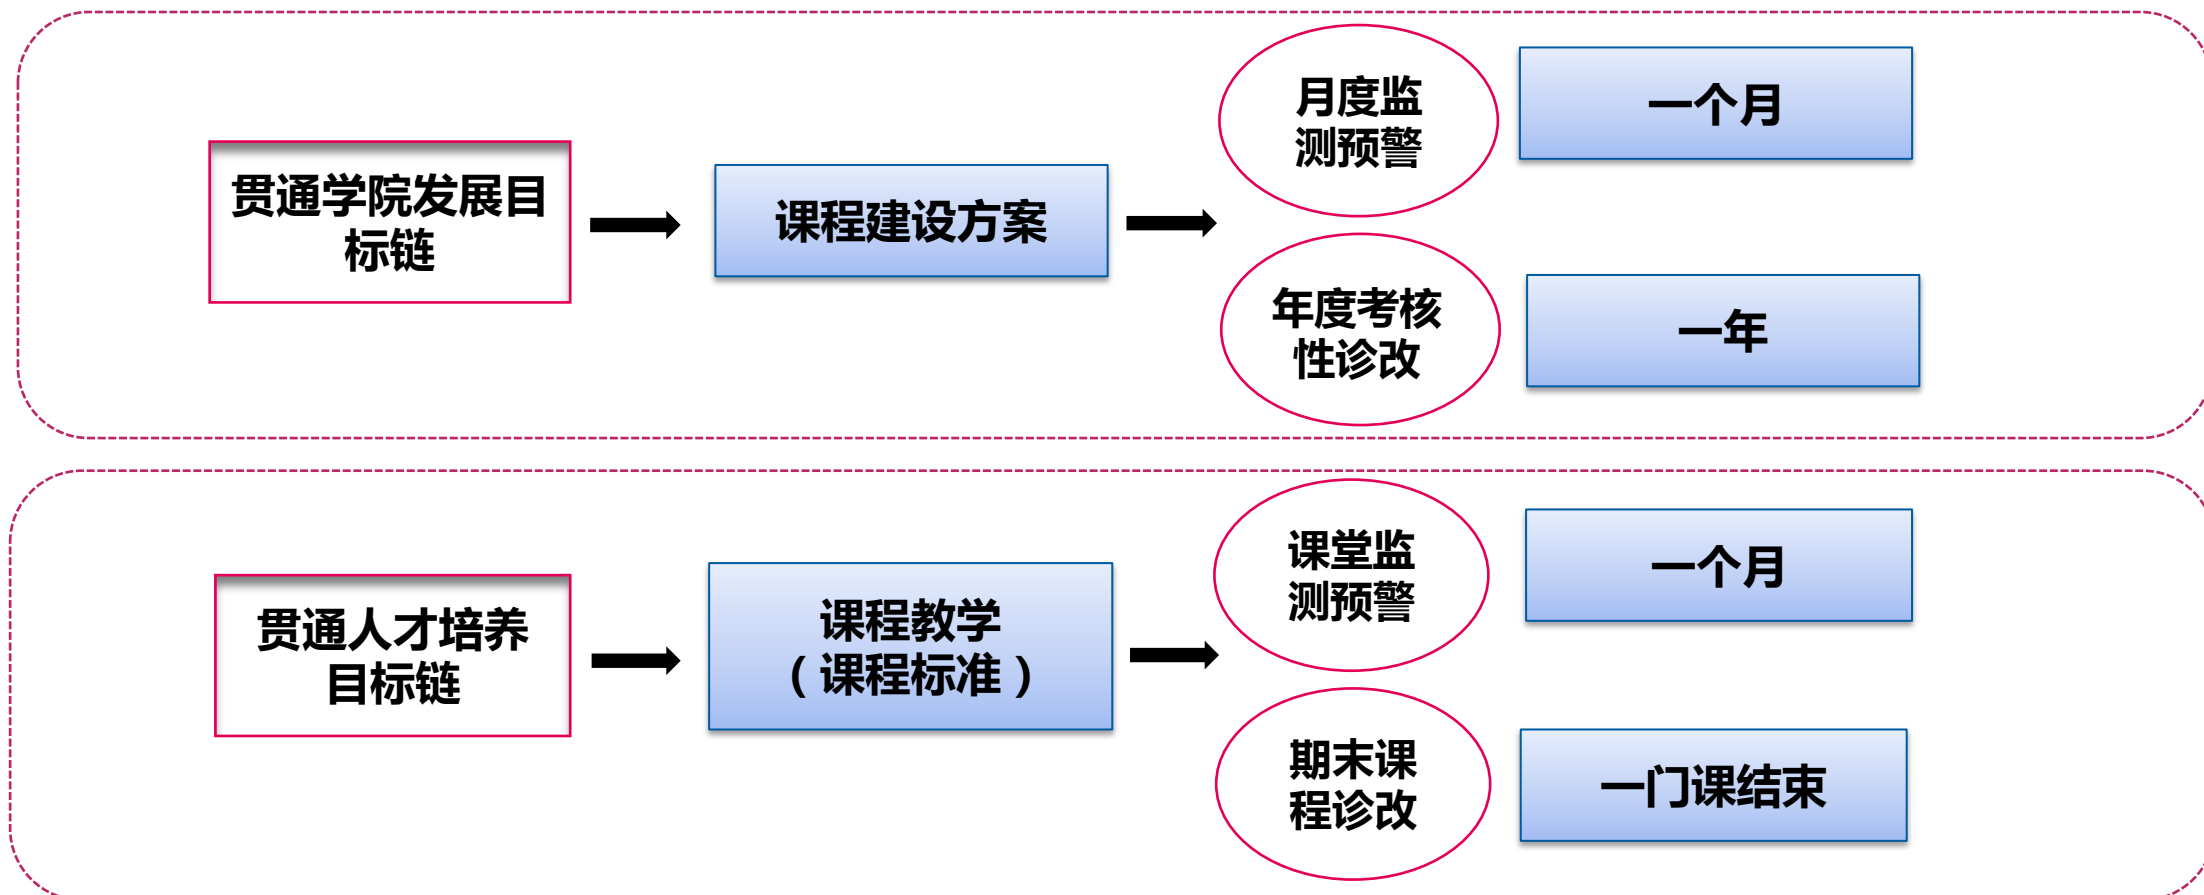 贯通学院发展目
标链
课程建设方案
月度监
测预警
一个月
年度考核
性诊改
一年
贯通人才培养
目标链
课程教学
（课程标准）
课堂监
测预警
一个月
期末课
程诊改
一门课结束